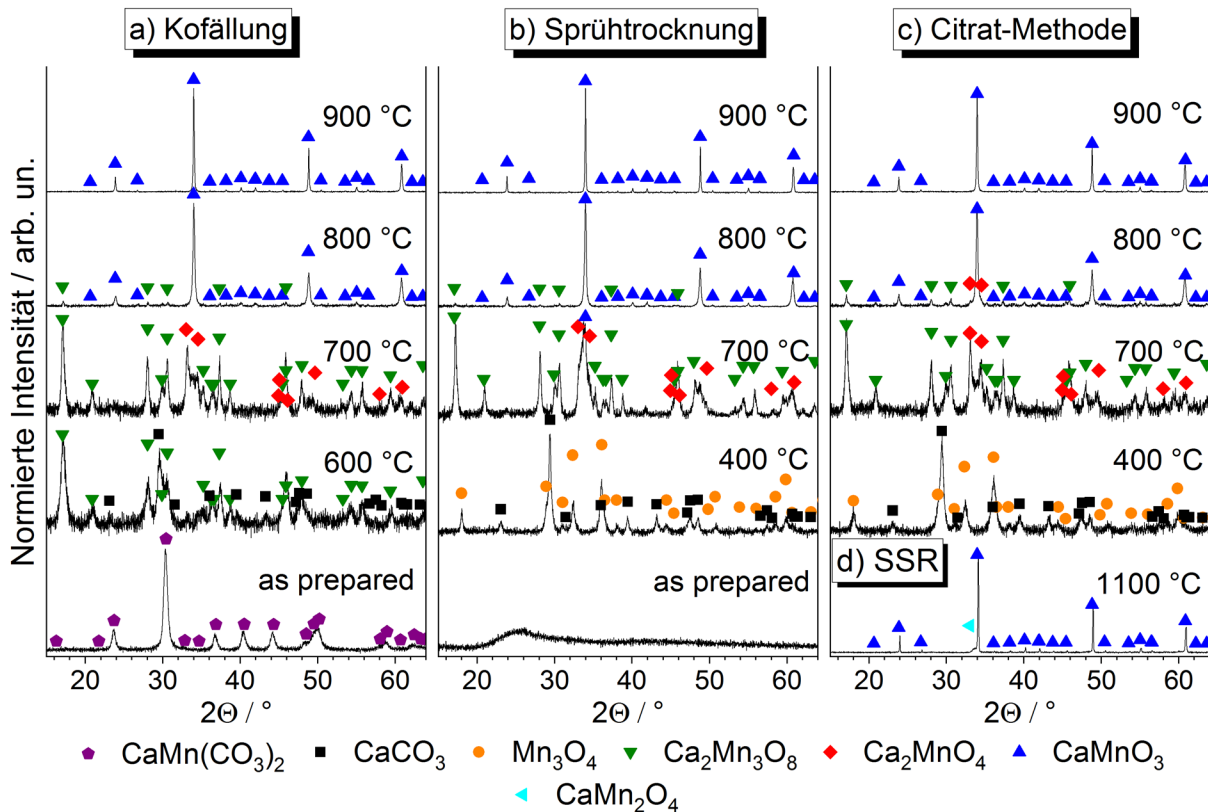 a) Kofällung
b) Sprühtrocknung
c) Citrat-Methode
Normierte Intensität / arb. un.
900 °C
800 °C
700 °C
600 °C
as prepared
20 30 40 50 60
2Θ / °
900 °C
800 °C
700 °C
400 °C
as prepared
20 30 40 50 60
2Θ / °
900 °C
800 °C
700 °C
400 °C
d) SSR
1100 °C
20 30 40 50 60
2Θ / °
CaMn(CO₃)₂ CaCO₃ Mn₃O₄ Ca₂Mn₃O₈ Ca₂MnO₄ CaMnO₃
CaMn₂O₄